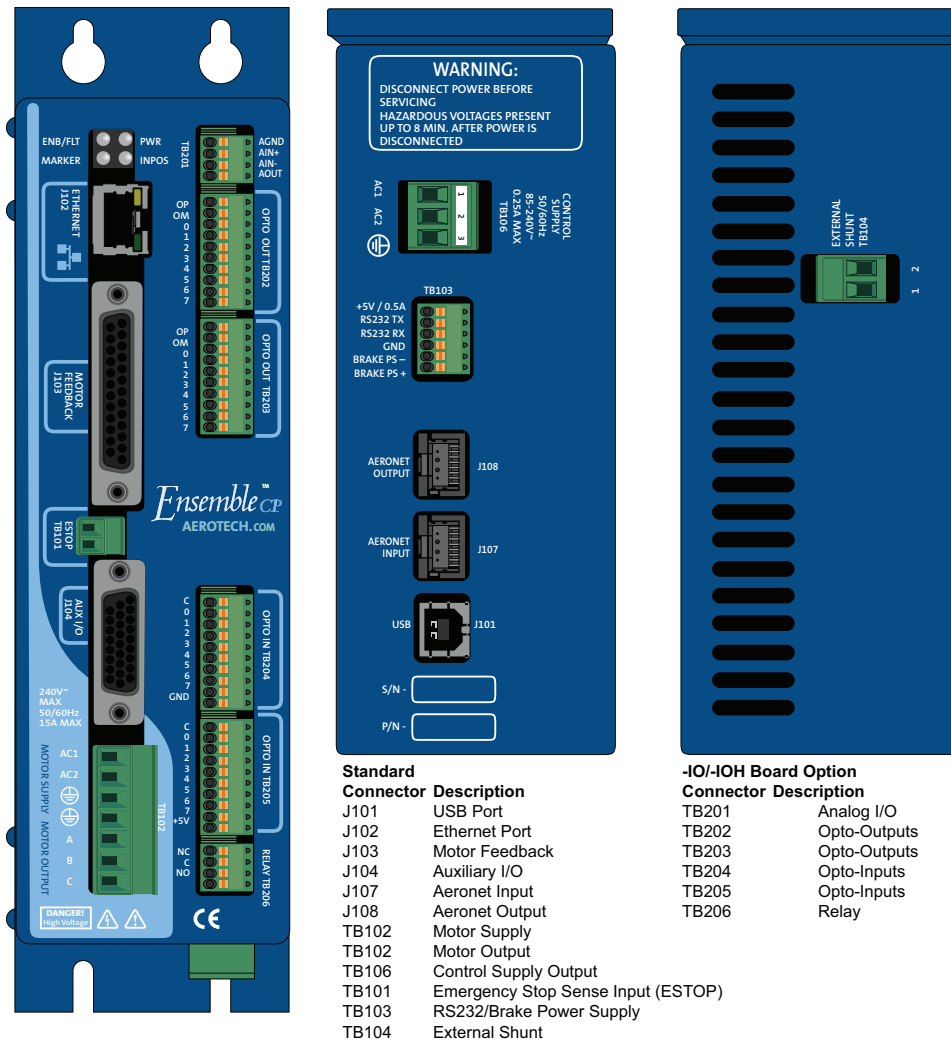 ENB/FLT PWR
MARKER INPOS
ETHERNET
J102
MOTOR
FEEDBACK
J103
ESTOP
TB101
AUX I/O
J104
240V~
MAX
50/60Hz
15A MAX
MOTOR SUPPLY
MOTOR OUTPUT
AC1
AC2
A
B
C
TB102
DANGER!
High Voltage
TB201
AGND
AIN+
AIN-
AOUT
OP
OM
0
1
2
3
4
5
6
7
OPTO OUT TB202
OP
OM
0
1
2
3
4
5
6
7
OPTO OUT TB203
Ensemble™ CP
AEROTECH.COM
C
0
1
2
3
4
5
6
7
GND
OPTO IN TB204
C
0
1
2
3
4
5
6
7
+5V
OPTO IN TB205
NC
C
NO
RELAY TB206
CE
WARNING:
DISCONNECT POWER BEFORE
SERVICING
HAZARDOUS VOLTAGES PRESENT
UP TO 8 MIN. AFTER POWER IS
DISCONNECTED
AC1
AC2
1
2
3
CONTROL
SUPPLY
50/60Hz
85-240V~
0.25A MAX
TB106
TB103
+5V / 0.5A
RS232 TX
RS232 RX
GND
BRAKE PS –
BRAKE PS +
AERONET
OUTPUT
J108
AERONET
INPUT
J107
USB
J101
S/N -
P/N -
EXTERNAL
SHUNT
TB104
2
1
Standard
Connector Description
J101 USB Port
J102 Ethernet Port
J103 Motor Feedback
J104 Auxiliary I/O
J107 Aeronet Input
J108 Aeronet Output
TB102 Motor Supply
TB102 Motor Output
TB106 Control Supply Output
TB101 Emergency Stop Sense Input (ESTOP)
TB103 RS232/Brake Power Supply
TB104 External Shunt
-IO/-IOH Board Option
Connector Description
TB201 Analog I/O
TB202 Opto-Outputs
TB203 Opto-Outputs
TB204 Opto-Inputs
TB205 Opto-Inputs
TB206 Relay